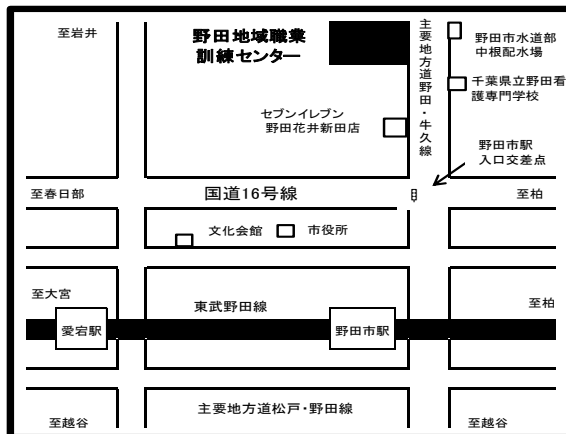 至岩井
野田地域職業
訓練センター
主要地方道野田・牛久線
野田市水道部
中根配水場
千葉県立野田看
護専門学校
セブンイレブン
野田花井新田店
野田市駅
入口交差点
至春日部
国道16号線
至柏
文化会館
市役所
至大宮
東武野田線
至柏
愛宕駅
野田市駅
主要地方道松戸・野田線
至越谷
至越谷